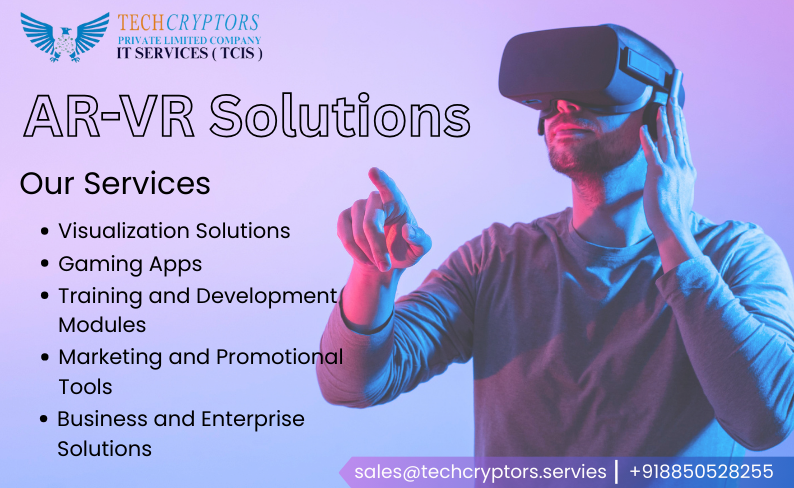 TECHCRYPTORS
PRIVATE LIMITED COMPANY
IT SERVICES ( TCIS )
AR-VR Solutions
Our Services
• Visualization Solutions
• Gaming Apps
• Training and Development
Modules
• Marketing and Promotional
Tools
• Business and Enterprise
Solutions
sales@techcryptors.servies | +918850528255